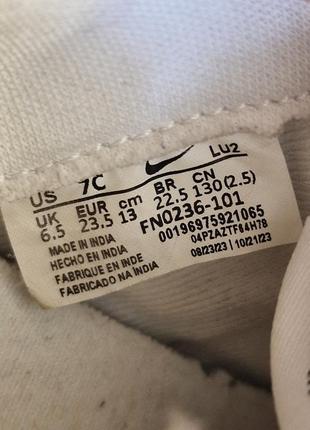 US 7C LU2
UK EUR cm BR CN
6.5 23.5 13 22.5 130(2.5)
MADE IN INDIA FN0236-101
HECHO EN INDIA 00196975921065
FABRIQUE EN INDE 04PZAZTF64H78
FABRICADO NA ÍNDIA 08/23/23 | 10/21/23